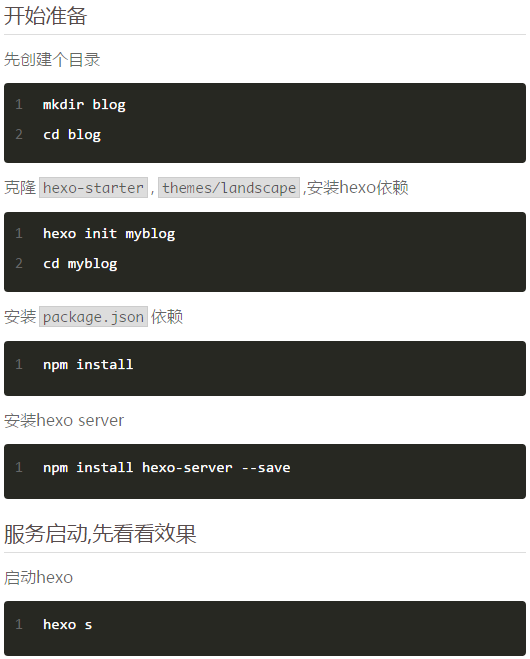 开始准备
先创建个目录
1 mkdir blog
2 cd blog
克隆 hexo-starter , themes/landscape ,安装hexo依赖
1 hexo init myblog
2 cd myblog
安装 package.json 依赖
1 npm install
安装hexo server
1 npm install hexo-server --save
服务启动,先看看效果
启动hexo
1 hexo s